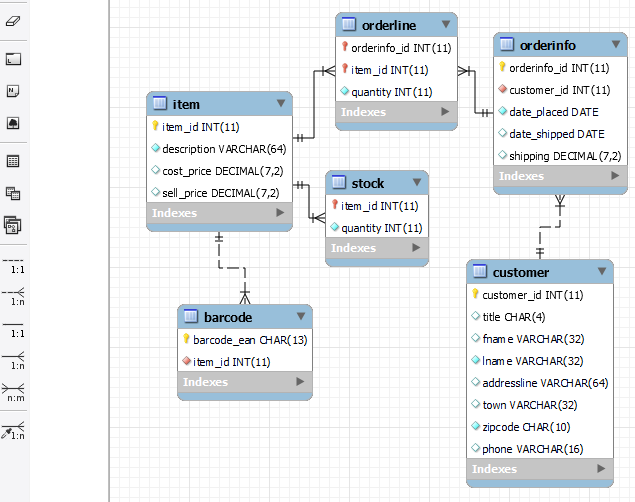 1:1
1:n
1:1
1:n
n:m
1:n
orderline
orderinfo_id INT(11)
item_id INT(11)
quantity INT(11)
Indexes
orderinfo
orderinfo_id INT(11)
customer_id INT(11)
date_placed DATE
date_shipped DATE
shipping DECIMAL(7,2)
Indexes
item
item_id INT(11)
description VARCHAR(64)
cost_price DECIMAL(7,2)
sell_price DECIMAL(7,2)
Indexes
stock
item_id INT(11)
quantity INT(11)
Indexes
barcode
barcode_ean CHAR(13)
item_id INT(11)
Indexes
customer
customer_id INT(11)
title CHAR(4)
fname VARCHAR(32)
lname VARCHAR(32)
addressline VARCHAR(64)
town VARCHAR(32)
zipcode CHAR(10)
phone VARCHAR(16)
Indexes